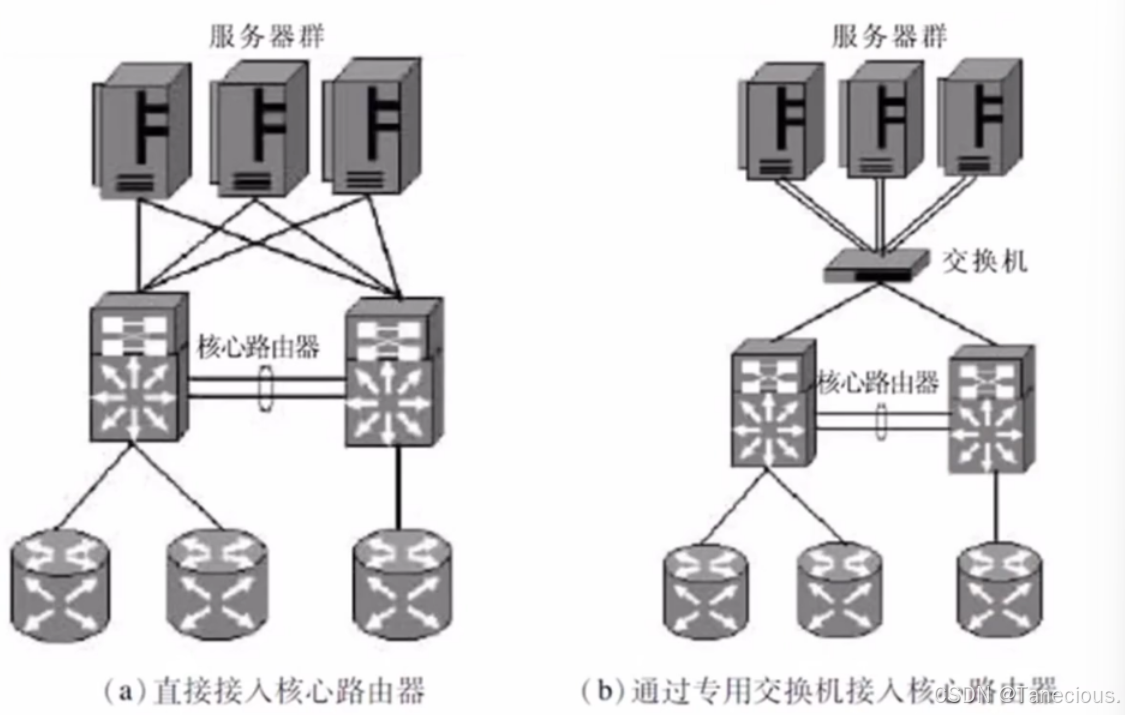 服务器群
服务器群
交换机
核心路由器
核心路由器
(a)直接接入核心路由器
(b)通过专用交换机接入核心路由器
CSDN @Tanecious.